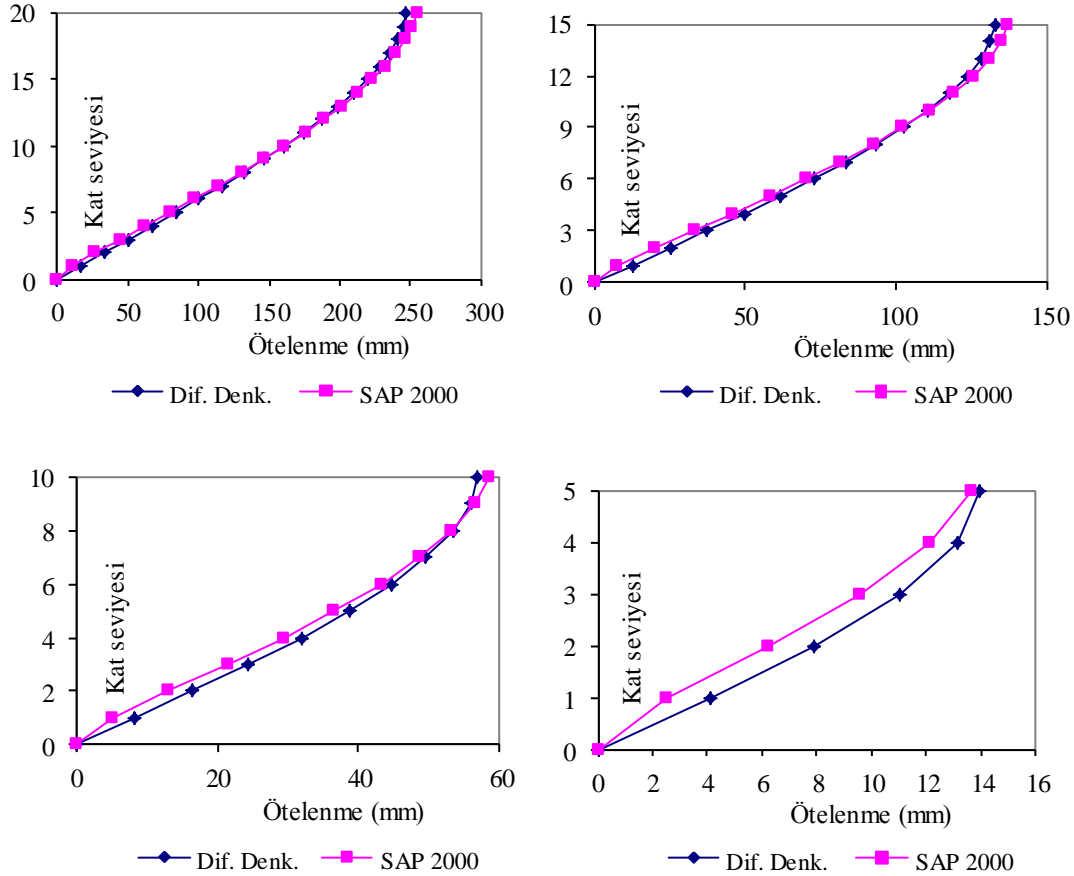 20
15
10
5
0
Kat seviyesi
0 50 100 150 200 250 300
Ötelenme (mm)
Dif. Denk. SAP 2000
15
12
9
6
3
0
Kat seviyesi
0 50 100 150
Ötelenme (mm)
Dif. Denk. SAP 2000
10
8
6
4
2
0
Kat seviyesi
0 20 40 60
Ötelenme (mm)
Dif. Denk. SAP 2000
5
4
3
2
1
0
Kat seviyesi
0 2 4 6 8 10 12 14 16
Ötelenme (mm)
Dif. Denk. SAP 2000